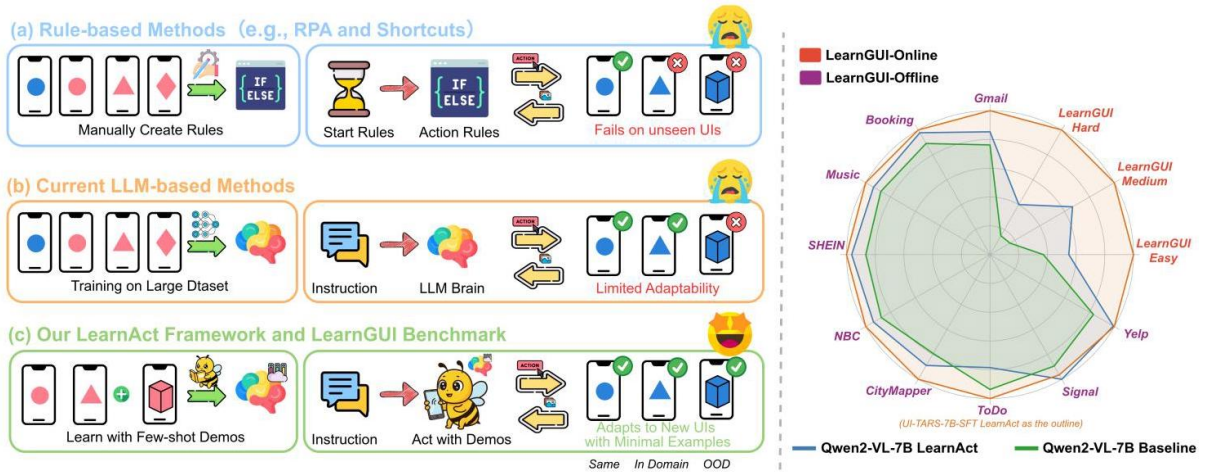 (a) Rule-based Methods (e.g., RPA and Shortcuts)
IF
ELSE
Manually Create Rules
Start Rules
IF
ELSE
Action Rules
ACTION
Fails on unseen UIs
(b) Current LLM-based Methods
Training on Large Dtaset
Instruction
LLM Brain
ACTION
Limited Adaptability
(c) Our LearnAct Framework and LearnGUI Benchmark
Learn with Few-shot Demos
Instruction
Act with Demos
ACTION
Adapts to New UIs
with Minimal Examples
Same
In Domain
OOD
LearnGUI-Online
LearnGUI-Offline
Gmail
LearnGUI
Hard
LearnGUI
Medium
LearnGUI
Easy
Yelp
Signal
ToDo
CityMapper
NBC
SHEIN
Music
Booking
(UI-TARS-7B-SFT LearnAct as the outline)
Qwen2-VL-7B LearnAct
Qwen2-VL-7B Baseline